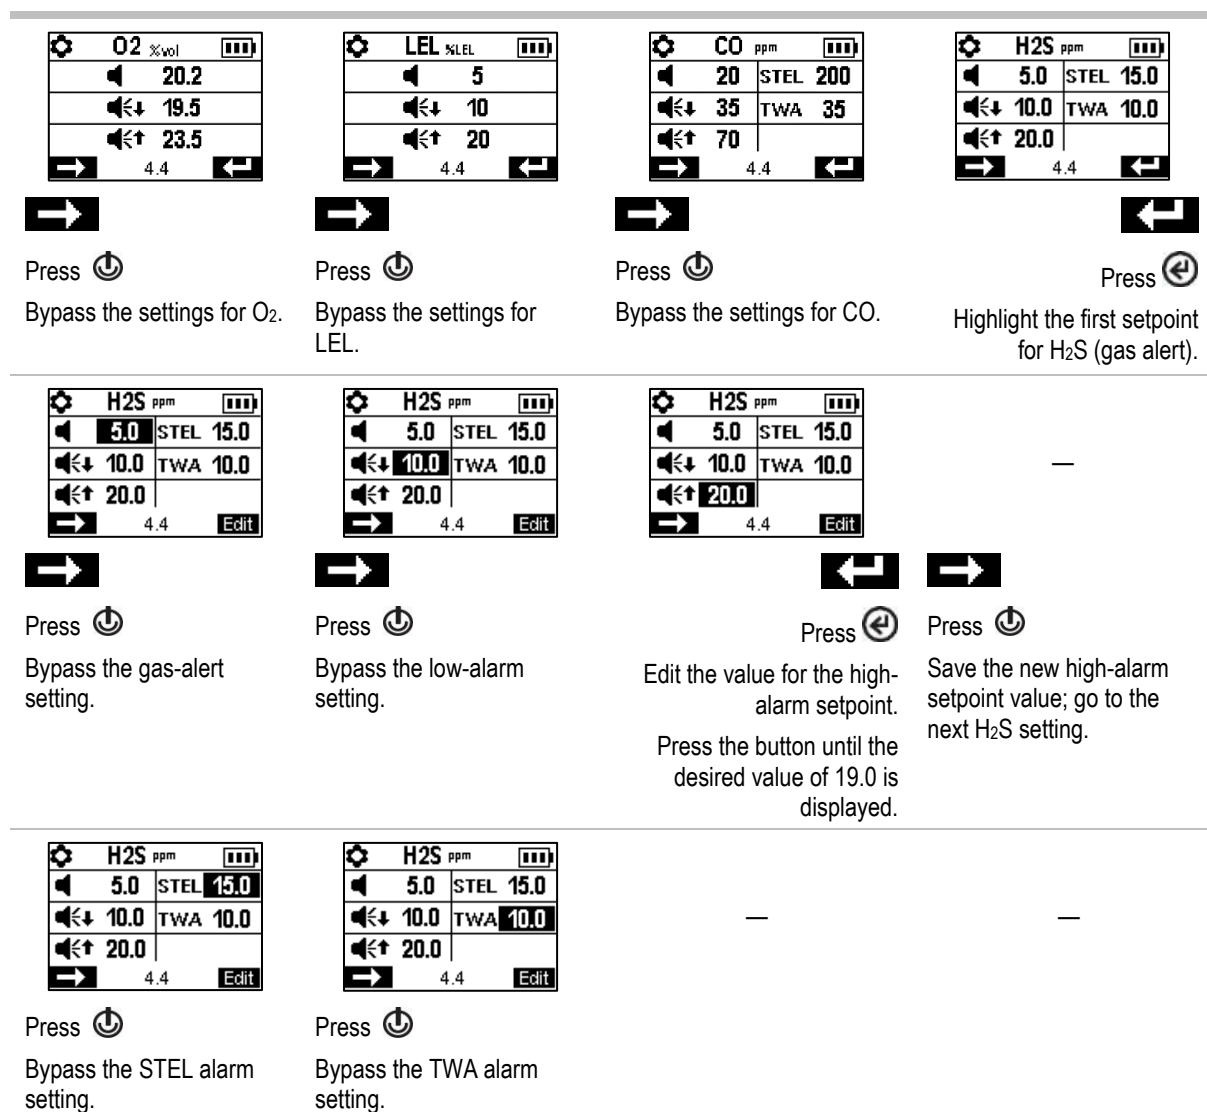 O2 %vol
20.2
19.5
23.5
4.4
LEL %LEL
5
10
20
4.4
CO ppm
20 STEL 200
35 TWA 35
70
4.4
H2S ppm
5.0 STEL 15.0
10.0 TWA 10.0
20.0
4.4
Press
Bypass the settings for O2.
Press
Bypass the settings for
LEL.
Press
Bypass the settings for CO.
Press
Highlight the first setpoint
for H2S (gas alert).
H2S ppm
5.0 STEL 15.0
10.0 TWA 10.0
20.0
4.4 Edit
H2S ppm
5.0 STEL 15.0
10.0 TWA 10.0
20.0
4.4 Edit
H2S ppm
5.0 STEL 15.0
10.0 TWA 10.0
20.0
4.4 Edit
—
Press
Bypass the gas-alert
setting.
Press
Bypass the low-alarm
setting.
Press
Edit the value for the high-
alarm setpoint.
Press the button until the
desired value of 19.0 is
displayed.
Press
Save the new high-alarm
setpoint value; go to the
next H2S setting.
H2S ppm
5.0 STEL 15.0
10.0 TWA 10.0
20.0
4.4 Edit
H2S ppm
5.0 STEL 15.0
10.0 TWA 10.0
20.0
4.4 Edit
—
—
Press
Bypass the STEL alarm
setting.
Press
Bypass the TWA alarm
setting.